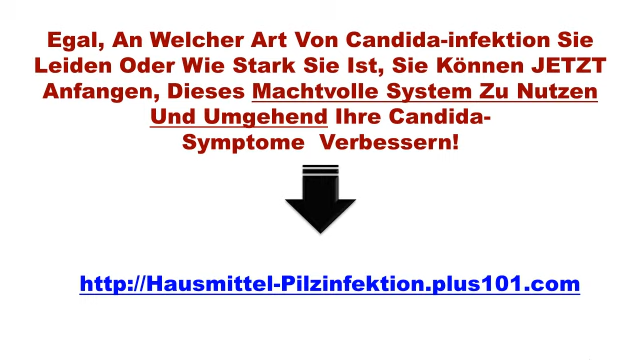 Egal, An Welcher Art Von Candida-infektion Sie
Leiden Oder Wie Stark Sie Ist, Sie Können JETZT
Anfangen, Dieses Machtvolle System Zu Nutzen
Und Umgehend Ihre Candida-
Symptome Verbessern!
http://Hausmittel-Pilzinfektion.plus101.com